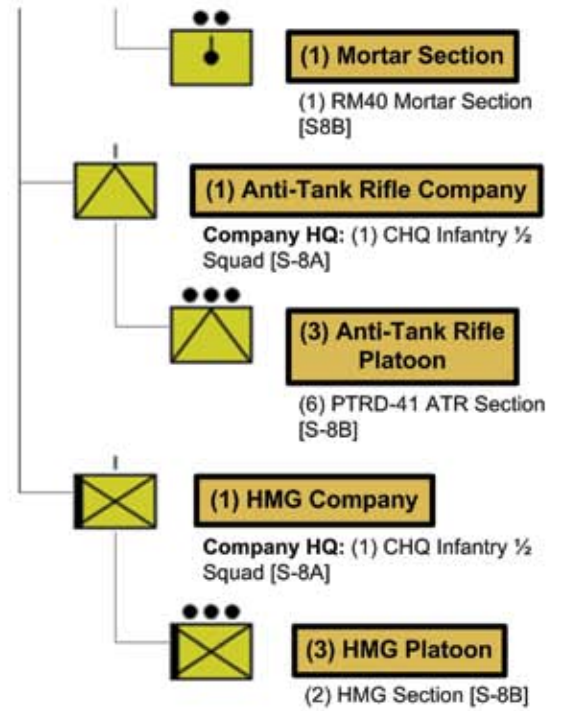 (1) Mortar Section
(1) RM40 Mortar Section
[S8B]
(1) Anti-Tank Rifle Company
Company HQ: (1) CHQ Infantry ½
Squad [S-8A]
(3) Anti-Tank Rifle
Platoon
(6) PTRD-41 ATR Section
[S-8B]
(1) HMG Company
Company HQ: (1) CHQ Infantry ½
Squad [S-8A]
(3) HMG Platoon
(2) HMG Section [S-8B]